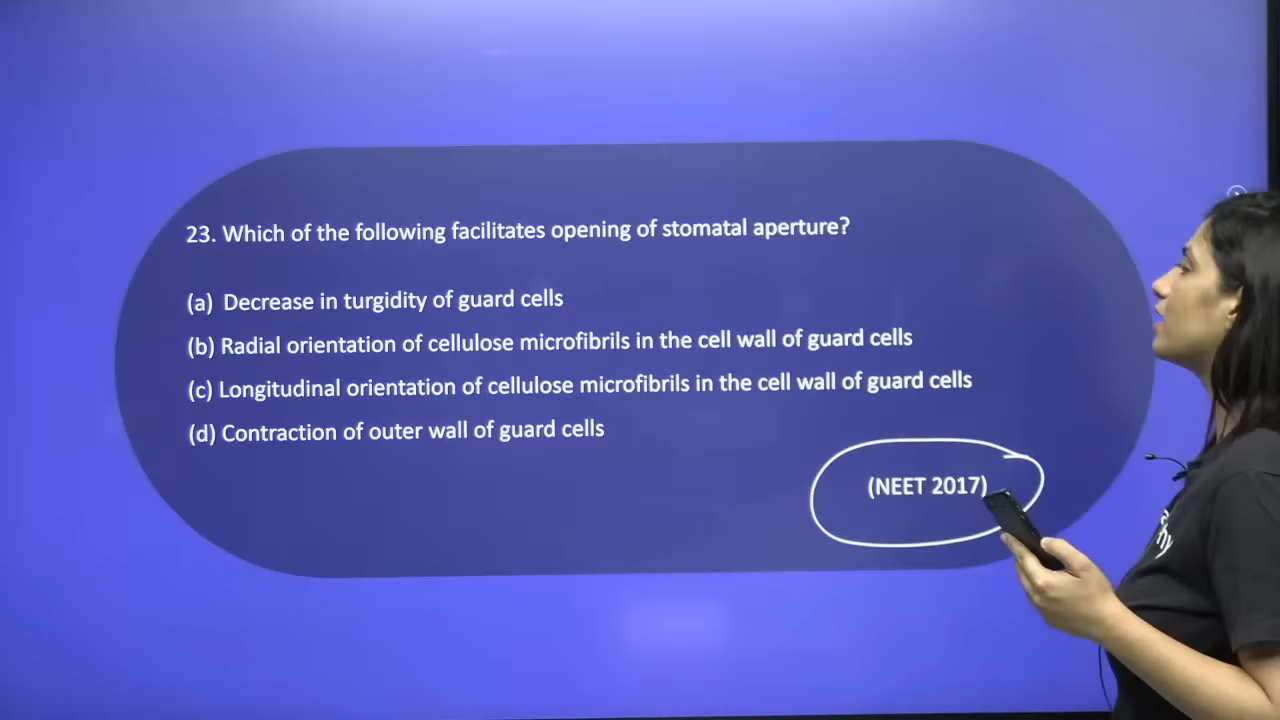 23. Which of the following facilitates opening of stomatal aperture?
(a) Decrease in turgidity of guard cells
(b) Radial orientation of cellulose microfibrils in the cell wall of guard cells
(c) Longitudinal orientation of cellulose microfibrils in the cell wall of guard cells
(d) Contraction of outer wall of guard cells
(NEET 2017)